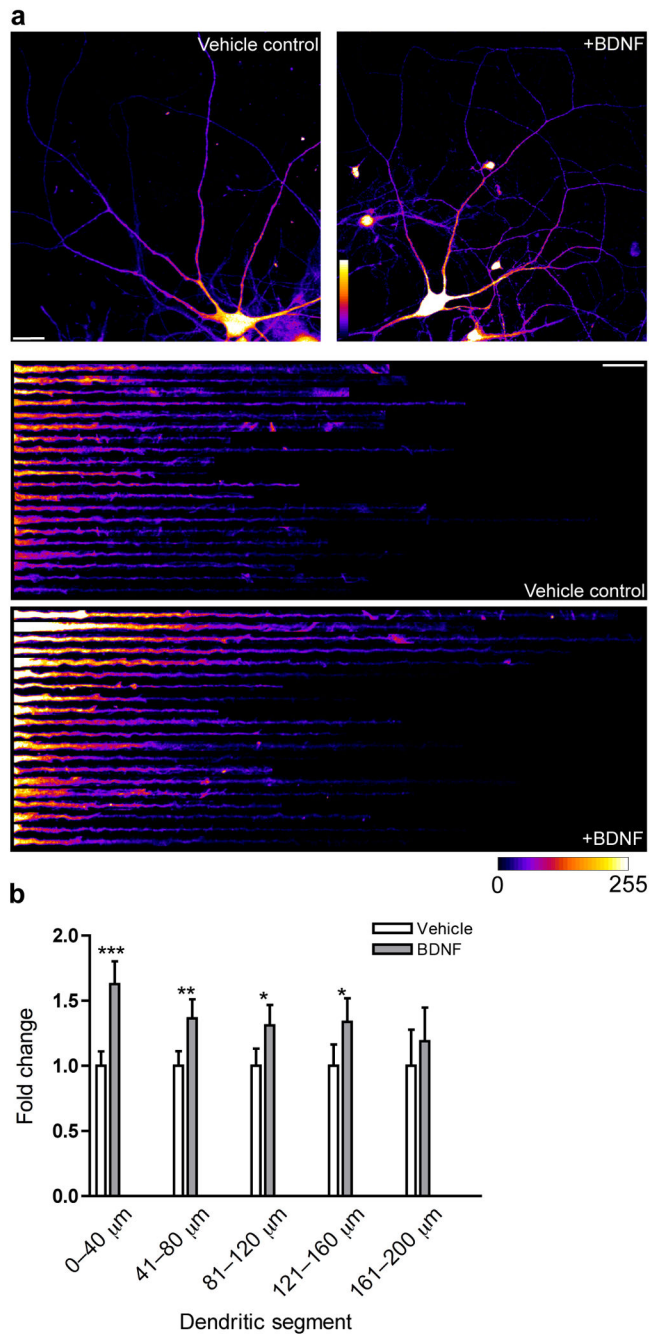 a
Vehicle control
+BDNF
Vehicle control
+BDNF
0 255
b
Vehicle
BDNF
***
**
*
*
2.0
1.5
1.0
0.5
0.0
Fold change
0–40 μm
41–80 μm
81–120 μm
121–160 μm
161–200 μm
Dendritic segment